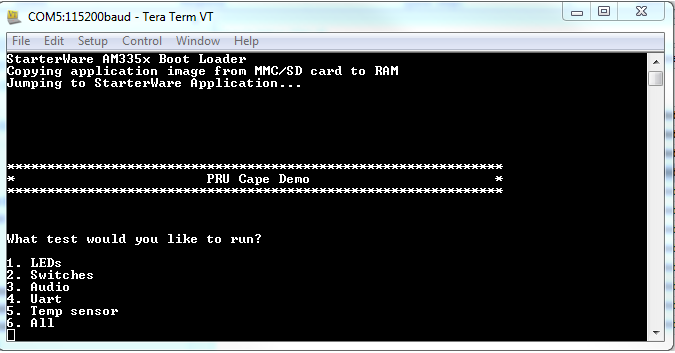 COM5:115200baud - Tera Term VT
File Edit Setup Control Window Help
StarterWare AM335x Boot Loader
Copying application image from MMC/SD card to RAM
Jumping to StarterWare Application...
*************************************************************
* PRU Cape Demo *
*************************************************************
What test would you like to run?
1. LEDs
2. Switches
3. Audio
4. Uart
5. Temp sensor
6. All